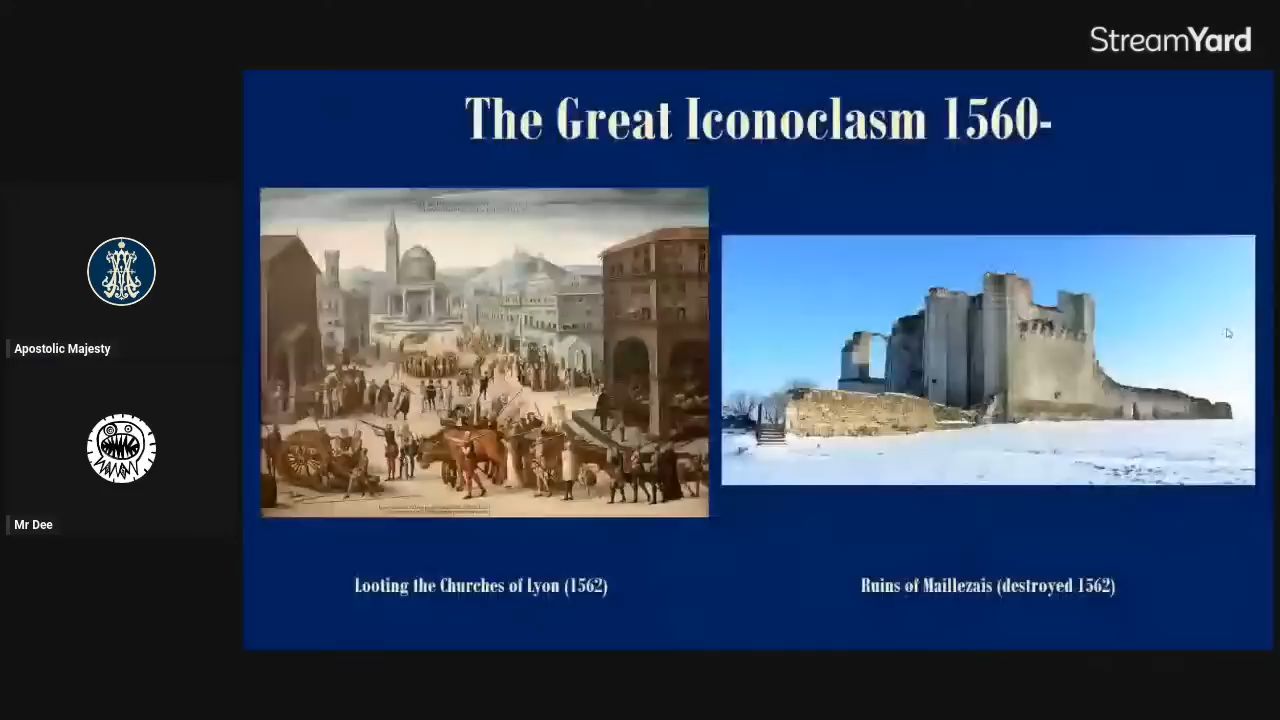 StreamYard
The Great Iconoclasm 1560-
Apostolic Majesty
Mr Dee
Looting the Churches of Lyon (1562)
Ruins of Maillezais (destroyed 1562)